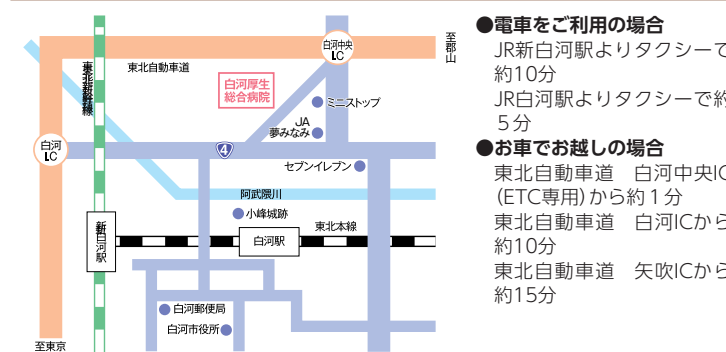 白河中央
I.C
至郡山
東北新幹線
東北自動車道
白河厚生
総合病院
ミニストップ
JA
夢みなみ
4
白河
I.C
セブンイレブン
阿武隈川
小峰城跡
東北本線
新白河駅
白河駅
白河郵便局
白河市役所
至東京
●電車をご利用の場合
JR新白河駅よりタクシーで
約10分
JR白河駅よりタクシーで約
５分
●お車でお越しの場合
東北自動車道　白河中央IC
(ETC専用)から約１分
東北自動車道　白河ICから
約10分
東北自動車道　矢吹ICから
約15分